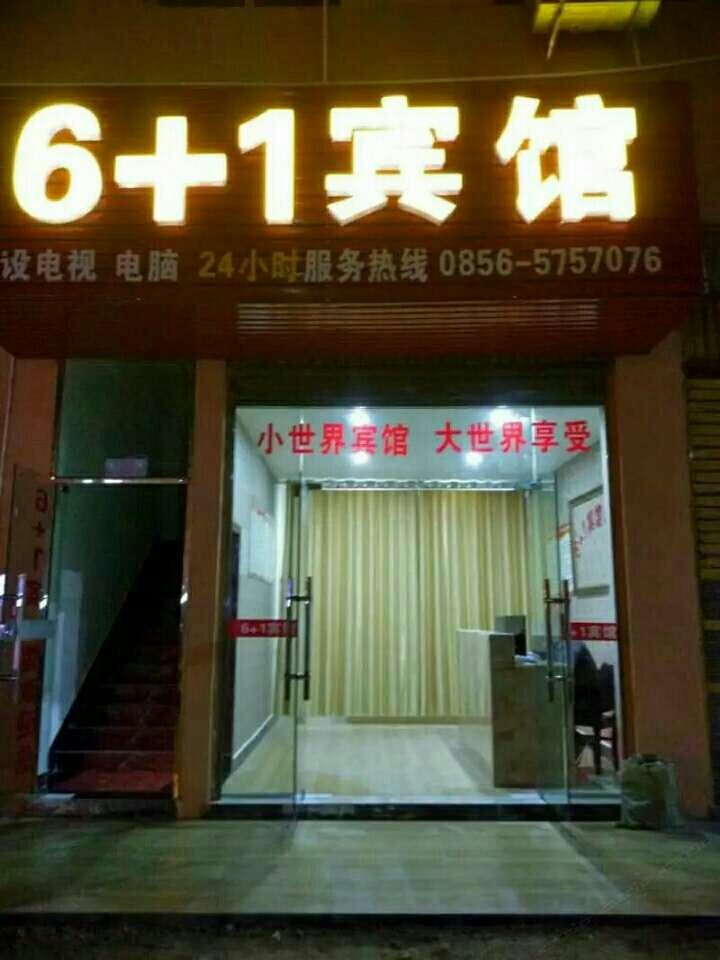 6+1宾馆
设电视 电脑 24小时服务热线 0856-5757076
小世界宾馆 大世界享受
6+1宾馆
+1宾馆
6+1